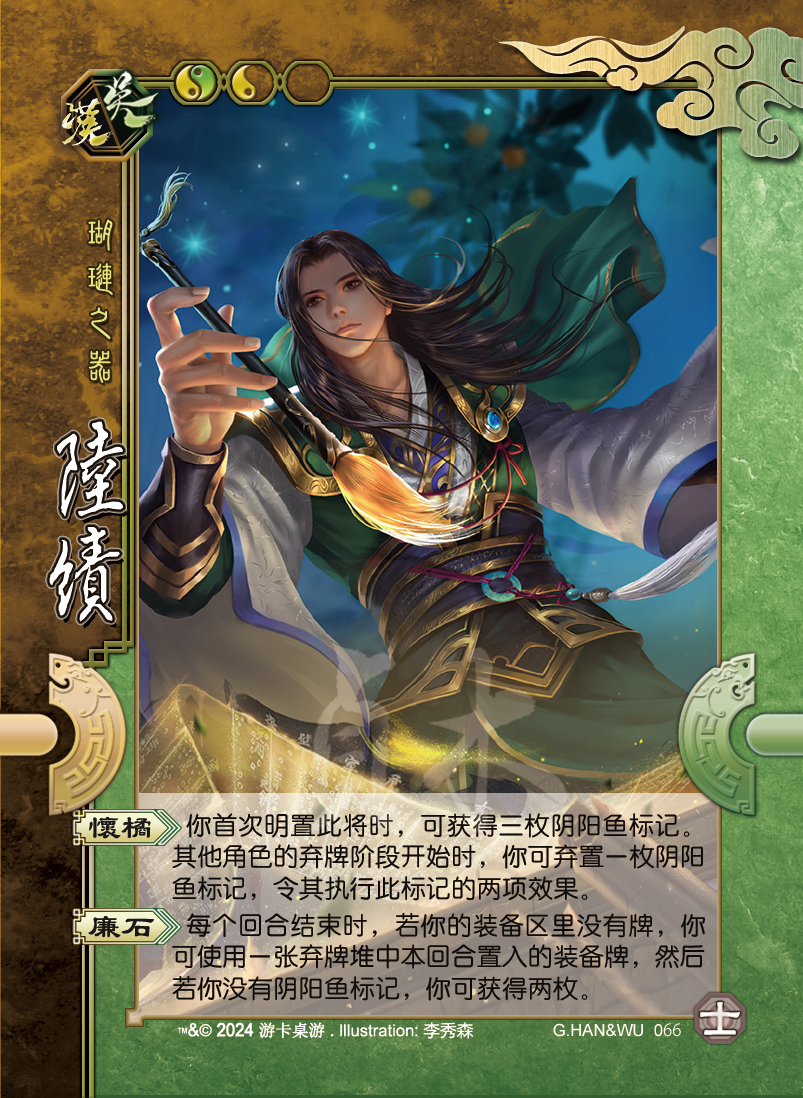 漢
吴
瑚璉之器
陸績
懷橘
你首次明置此将时，可获得三枚阴阳鱼标记。
其他角色的弃牌阶段开始时，你可弃置一枚阴阳
鱼标记，令其执行此标记的两项效果。
廉石
每个回合结束时，若你的装备区里没有牌，你
可使用一张弃牌堆中本回合置入的装备牌，然后
若你没有阴阳鱼标记，你可获得两枚。
™&© 2024 游卡桌游 . Illustration: 李秀森
G.HAN&WU 066
士